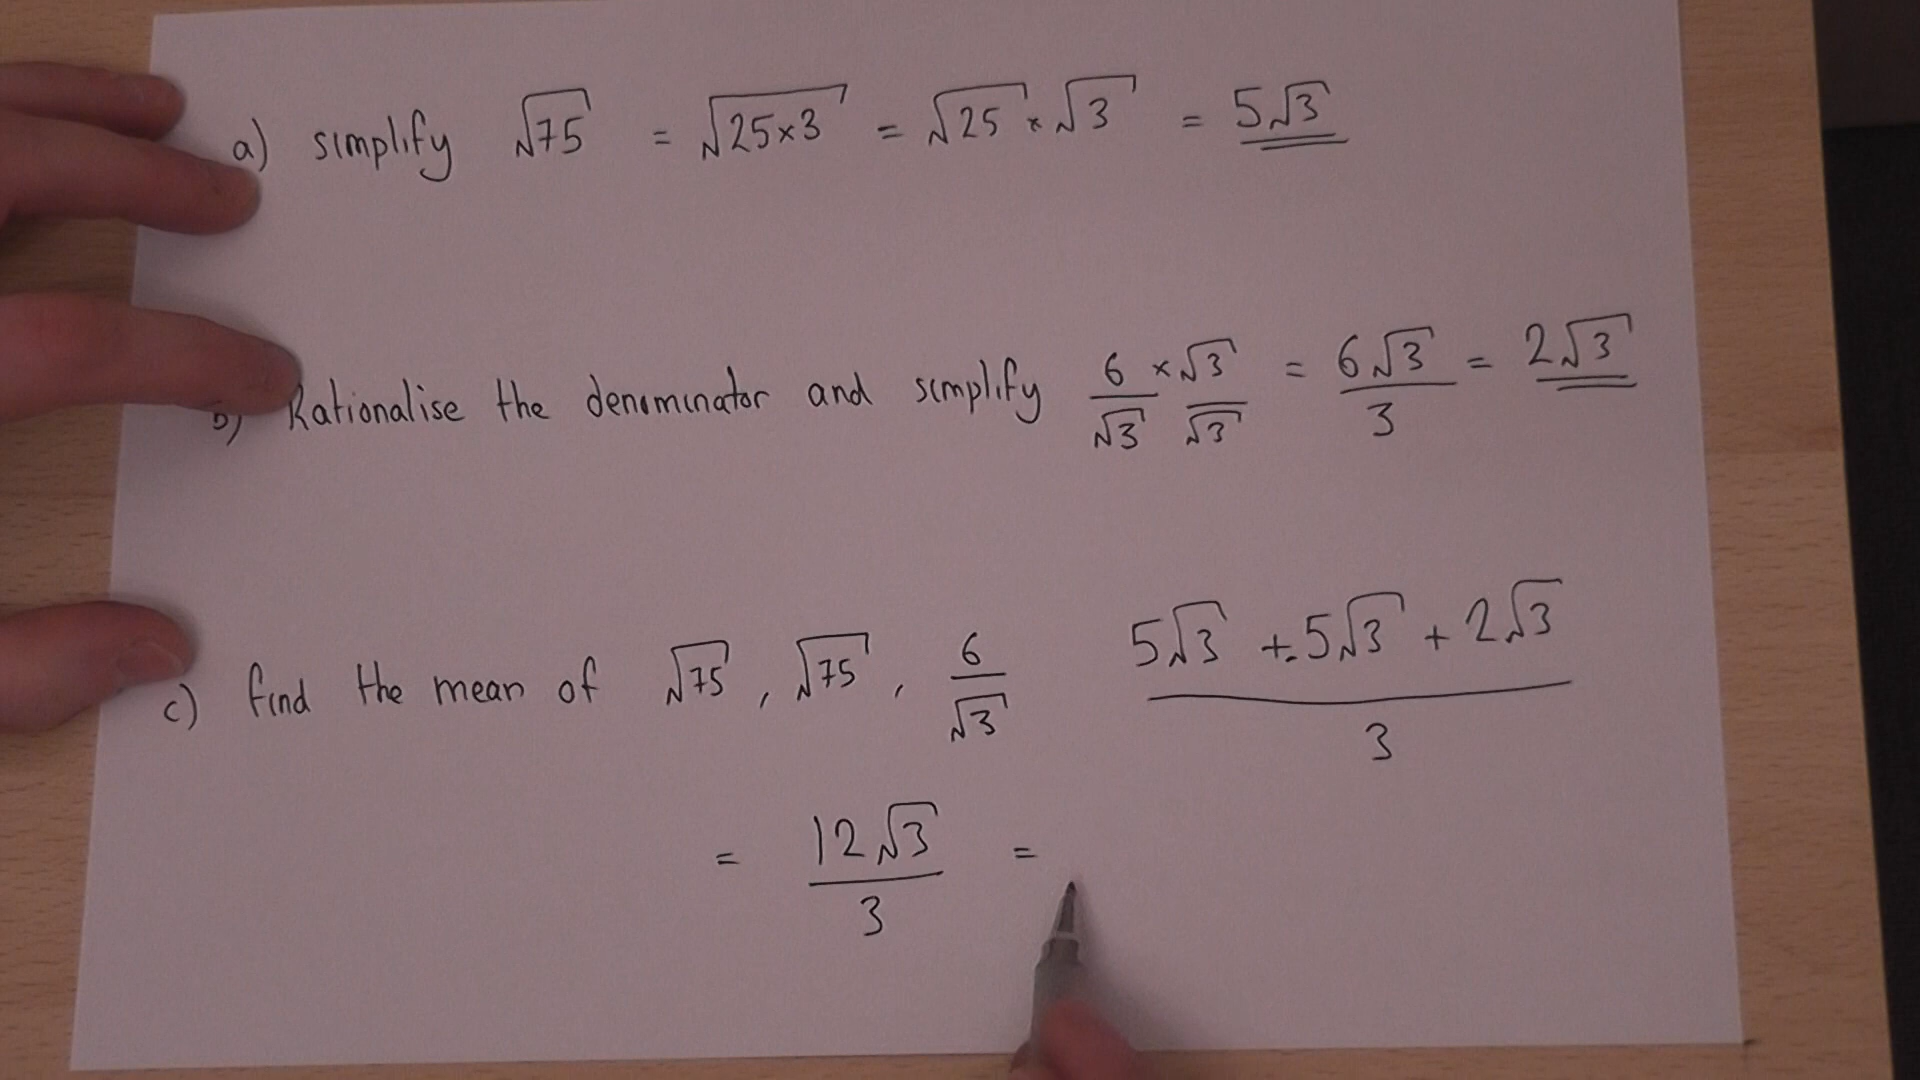 a) simplify √75 = √25×3 = √25 × √3 = 5√3
b) Rationalise the denominator and simplify 6/√3 × √3/√3 = 6√3/3 = 2√3
c) find the mean of √75, √75, 6/√3 (5√3 + 5√3 + 2√3)/3
= 12√3/3 =